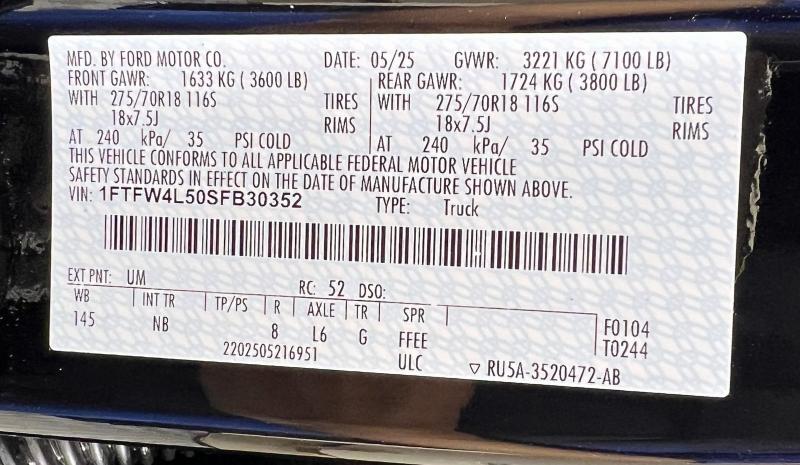 MFD. BY FORD MOTOR CO. DATE: 05/25 GVWR: 3221 KG ( 7100 LB)
FRONT GAWR: 1633 KG ( 3600 LB) REAR GAWR: 1724 KG ( 3800 LB)
WITH 275/70R18 116S TIRES WITH 275/70R18 116S TIRES
18x7.5J RIMS 18x7.5J RIMS
AT 240 kPa/ 35 PSI COLD AT 240 kPa/ 35 PSI COLD
THIS VEHICLE CONFORMS TO ALL APPLICABLE FEDERAL MOTOR VEHICLE
SAFETY STANDARDS IN EFFECT ON THE DATE OF MANUFACTURE SHOWN ABOVE.
VIN: 1FTFW4L50SFB30352 TYPE: Truck
EXT PNT: UM RC: 52 DSO:
WB INT TR TP/PS R AXLE TR SPR
145 NB 8 L6 G FFEE F0104
2202505216951 ULC T0244
▽ RU5A-3520472-AB